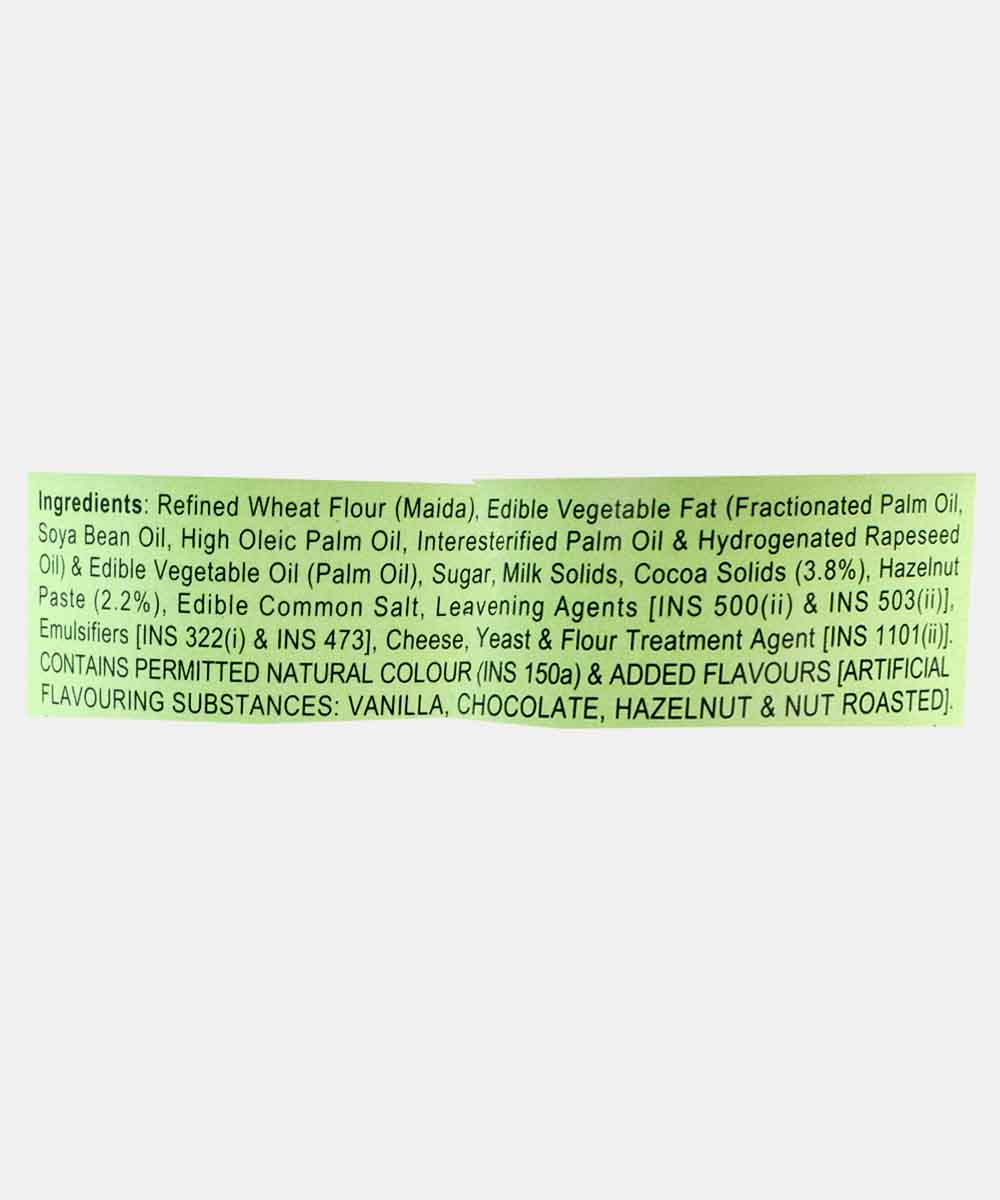 Ingredients: Refined Wheat Flour (Maida), Edible Vegetable Fat (Fractionated Palm Oil,
Soya Bean Oil, High Oleic Palm Oil, Interesterified Palm Oil & Hydrogenated Rapeseed
Oil) & Edible Vegetable Oil (Palm Oil), Sugar, Milk Solids, Cocoa Solids (3.8%), Hazelnut
Paste (2.2%), Edible Common Salt, Leavening Agents [INS 500(ii) & INS 503(ii)],
Emulsifiers [INS 322(i) & INS 473], Cheese, Yeast & Flour Treatment Agent [INS 1101(ii)].
CONTAINS PERMITTED NATURAL COLOUR (INS 150a) & ADDED FLAVOURS [ARTIFICIAL
FLAVOURING SUBSTANCES: VANILLA, CHOCOLATE, HAZELNUT & NUT ROASTED].